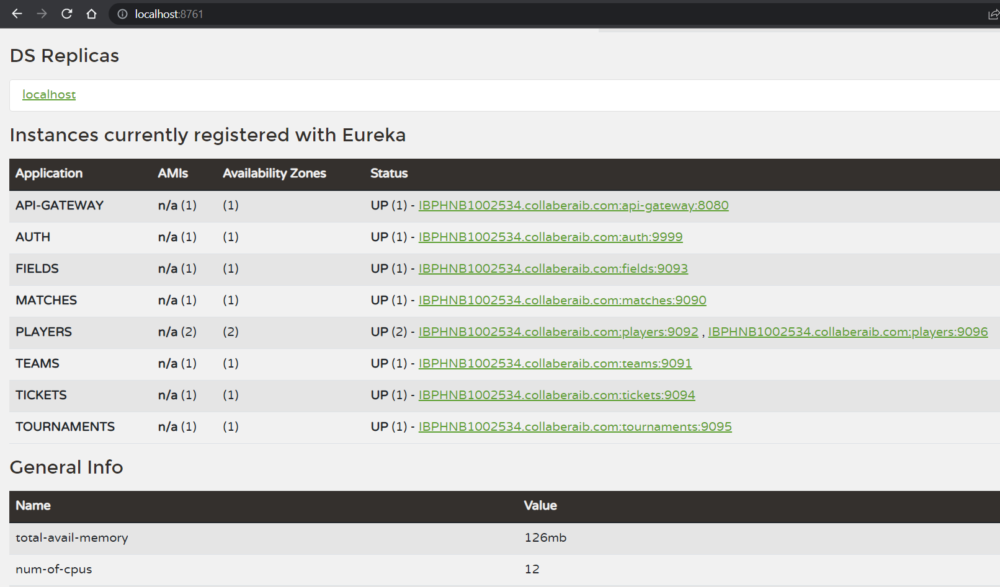 localhost:8761
DS Replicas
localhost
Instances currently registered with Eureka
Application AMIs Availability Zones Status
API-GATEWAY n/a (1) (1) UP (1) - IBPHNB1002534.collaberaib.com:api-gateway:8080
AUTH n/a (1) (1) UP (1) - IBPHNB1002534.collaberaib.com:auth:9999
FIELDS n/a (1) (1) UP (1) - IBPHNB1002534.collaberaib.com:fields:9093
MATCHES n/a (1) (1) UP (1) - IBPHNB1002534.collaberaib.com:matches:9090
PLAYERS n/a (2) (2) UP (2) - IBPHNB1002534.collaberaib.com:players:9092 , IBPHNB1002534.collaberaib.com:players:9096
TEAMS n/a (1) (1) UP (1) - IBPHNB1002534.collaberaib.com:teams:9091
TICKETS n/a (1) (1) UP (1) - IBPHNB1002534.collaberaib.com:tickets:9094
TOURNAMENTS n/a (1) (1) UP (1) - IBPHNB1002534.collaberaib.com:tournaments:9095
General Info
Name Value
total-avail-memory 126mb
num-of-cpus 12